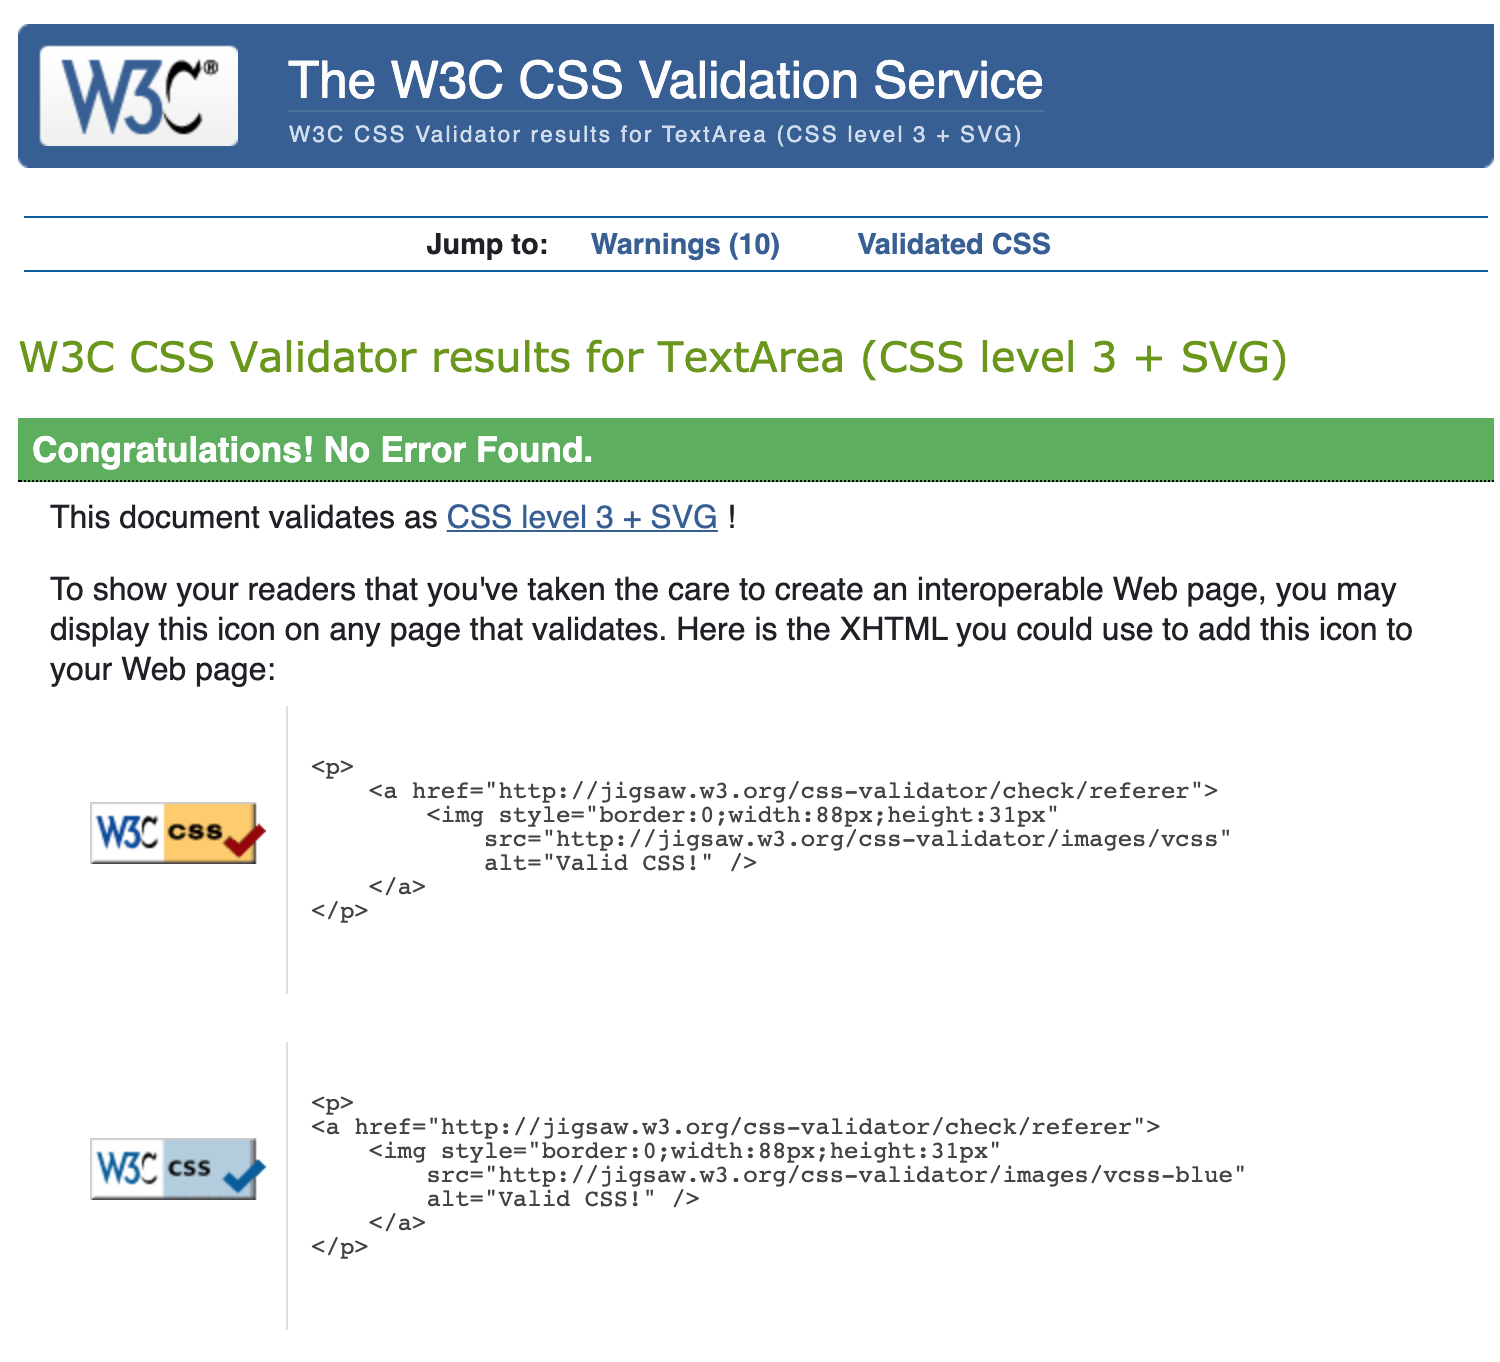 W3C®
The W3C CSS Validation Service
W3C CSS Validator results for TextArea (CSS level 3 + SVG)
Jump to: Warnings (10) Validated CSS
W3C CSS Validator results for TextArea (CSS level 3 + SVG)
Congratulations! No Error Found.
This document validates as CSS level 3 + SVG !
To show your readers that you've taken the care to create an interoperable Web page, you may
display this icon on any page that validates. Here is the XHTML you could use to add this icon to
your Web page:
W3C css
<p>
    <a href="http://jigsaw.w3.org/css-validator/check/referer">
        <img style="border:0;width:88px;height:31px"
            src="http://jigsaw.w3.org/css-validator/images/vcss"
            alt="Valid CSS!" />
    </a>
</p>
W3C css
<p>
<a href="http://jigsaw.w3.org/css-validator/check/referer">
    <img style="border:0;width:88px;height:31px"
        src="http://jigsaw.w3.org/css-validator/images/vcss-blue"
        alt="Valid CSS!" />
    </a>
</p>